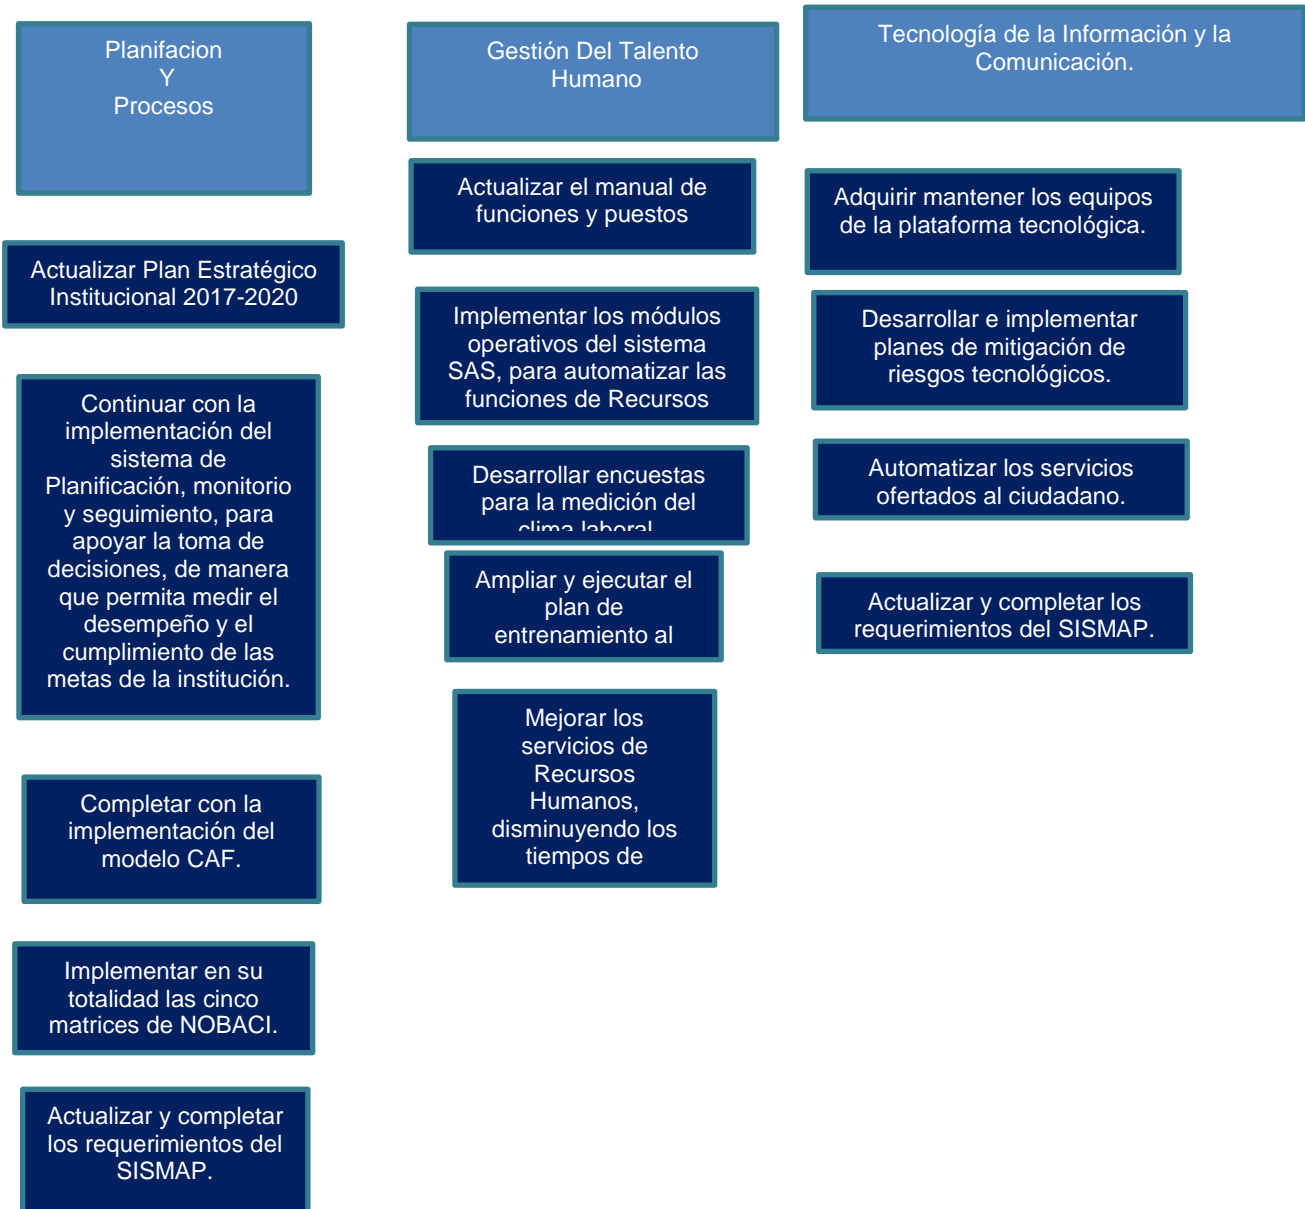 Planifacion
Y
Procesos
Actualizar Plan Estratégico
Institucional 2017-2020
Continuar con la
implementación del
sistema de
Planificación, monitorio
y seguimiento, para
apoyar la toma de
decisiones, de manera
que permita medir el
desempeño y el
cumplimiento de las
metas de la institución.
Completar con la
implementación del
modelo CAF.
Implementar en su
totalidad las cinco
matrices de NOBACI.
Actualizar y completar
los requerimientos del
SISMAP.
Gestión Del Talento
Humano
Actualizar el manual de
funciones y puestos
Implementar los módulos
operativos del sistema
SAS, para automatizar las
funciones de Recursos
Desarrollar encuestas
para la medición del
clima laboral
Ampliar y ejecutar el
plan de
entrenamiento al
Mejorar los
servicios de
Recursos
Humanos,
disminuyendo los
tiempos de
Tecnología de la Información y la
Comunicación.
Adquirir mantener los equipos
de la plataforma tecnológica.
Desarrollar e implementar
planes de mitigación de
riesgos tecnológicos.
Automatizar los servicios
ofertados al ciudadano.
Actualizar y completar los
requerimientos del SISMAP.